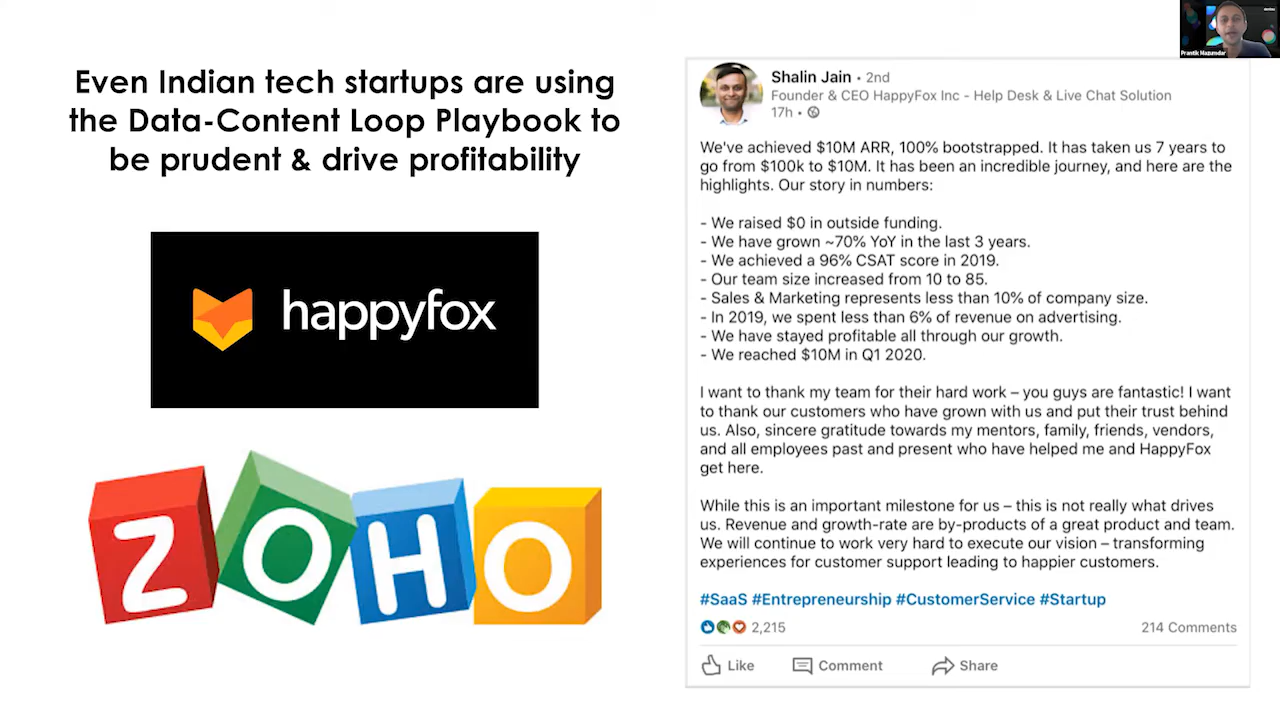 Even Indian tech startups are using
the Data-Content Loop Playbook to
be prudent & drive profitability
happyfox
ZOHO
Prantik Mazumdar
Shalin Jain • 2nd
Founder & CEO HappyFox Inc - Help Desk & Live Chat Solution
17h •
We've achieved $10M ARR, 100% bootstrapped. It has taken us 7 years to
go from $100k to $10M. It has been an incredible journey, and here are the
highlights. Our story in numbers:
- We raised $0 in outside funding.
- We have grown ~70% YoY in the last 3 years.
- We achieved a 96% CSAT score in 2019.
- Our team size increased from 10 to 85.
- Sales & Marketing represents less than 10% of company size.
- In 2019, we spent less than 6% of revenue on advertising.
- We have stayed profitable all through our growth.
- We reached $10M in Q1 2020.
I want to thank my team for their hard work – you guys are fantastic! I want
to thank our customers who have grown with us and put their trust behind
us. Also, sincere gratitude towards my mentors, family, friends, vendors,
and all employees past and present who have helped me and HappyFox
get here.
While this is an important milestone for us – this is not really what drives
us. Revenue and growth-rate are by-products of a great product and team.
We will continue to work very hard to execute our vision – transforming
experiences for customer support leading to happier customers.
#SaaS #Entrepreneurship #CustomerService #Startup
2,215 214 Comments
Like Comment Share